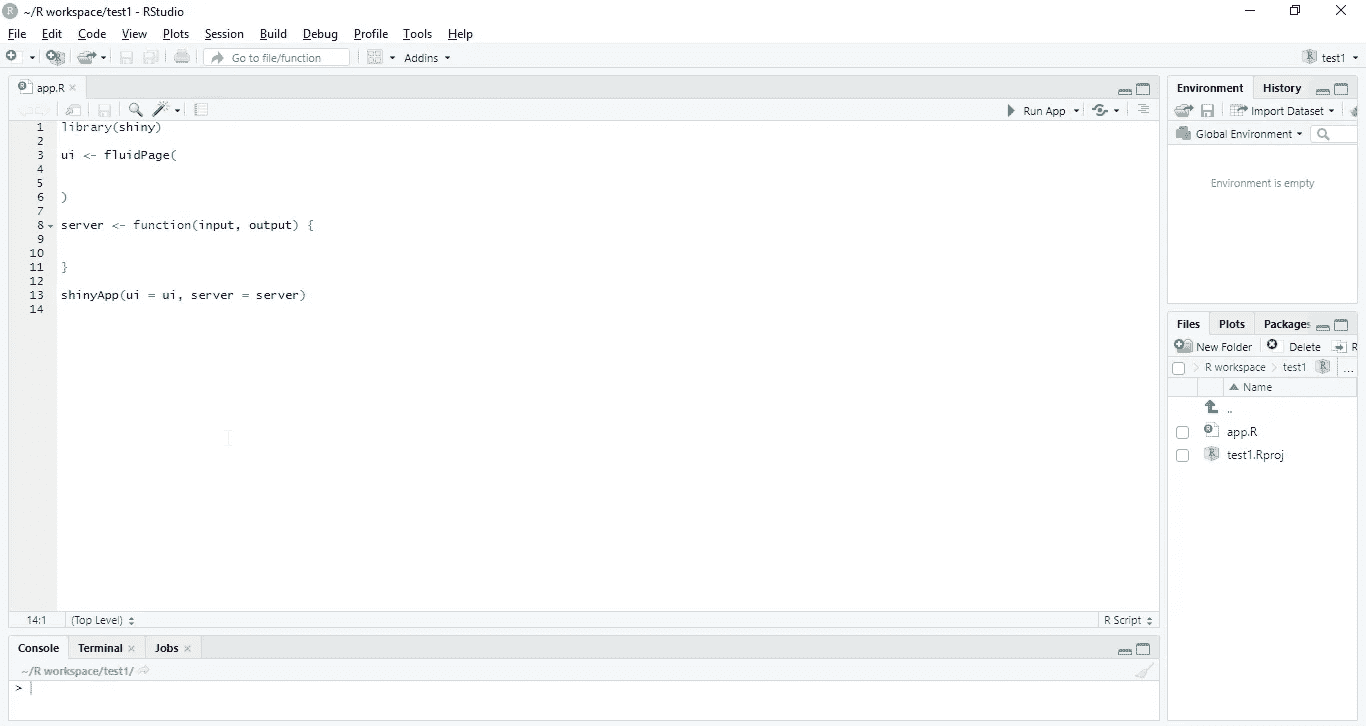 ~/R workspace/test1 - RStudio
File Edit Code View Plots Session Build Debug Profile Tools Help
Go to file/function Addins test1
app.R
Run App
1 library(shiny)
2
3 ui <- fluidPage(
4
5
6 )
7
8 server <- function(input, output) {
9
10
11 }
12
13 shinyApp(ui = ui, server = server)
14
14:1 (Top Level) R Script
Console Terminal Jobs
~/R workspace/test1/
>
Environment History
Import Dataset
Global Environment
Environment is empty
Files Plots Packages
New Folder Delete R
R workspace test1 ...
Name
..
app.R
test1.Rproj